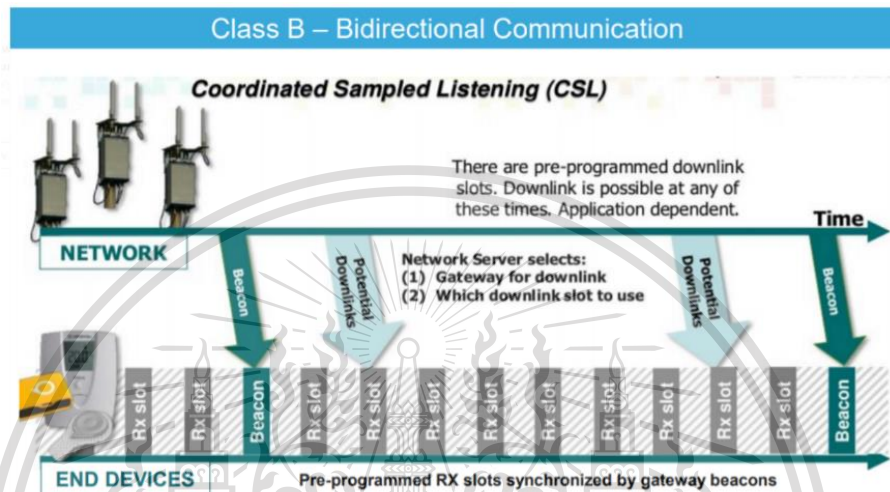 Class B – Bidirectional Communication
Coordinated Sampled Listening (CSL)
There are pre-programmed downlink
slots. Downlink is possible at any of
these times. Application dependent.
Time
NETWORK
Beacon
Potential
Downlinks
Network Server selects:
(1) Gateway for downlink
(2) Which downlink slot to use
Potential
Downlinks
Beacon
Rx slot
Rx slot
Beacon
Rx slot
Rx slot
Rx slot
Rx slot
Rx slot
Rx slot
Rx slot
Rx slot
Rx slot
Beacon
END DEVICES
Pre-programmed RX slots synchronized by gateway beacons